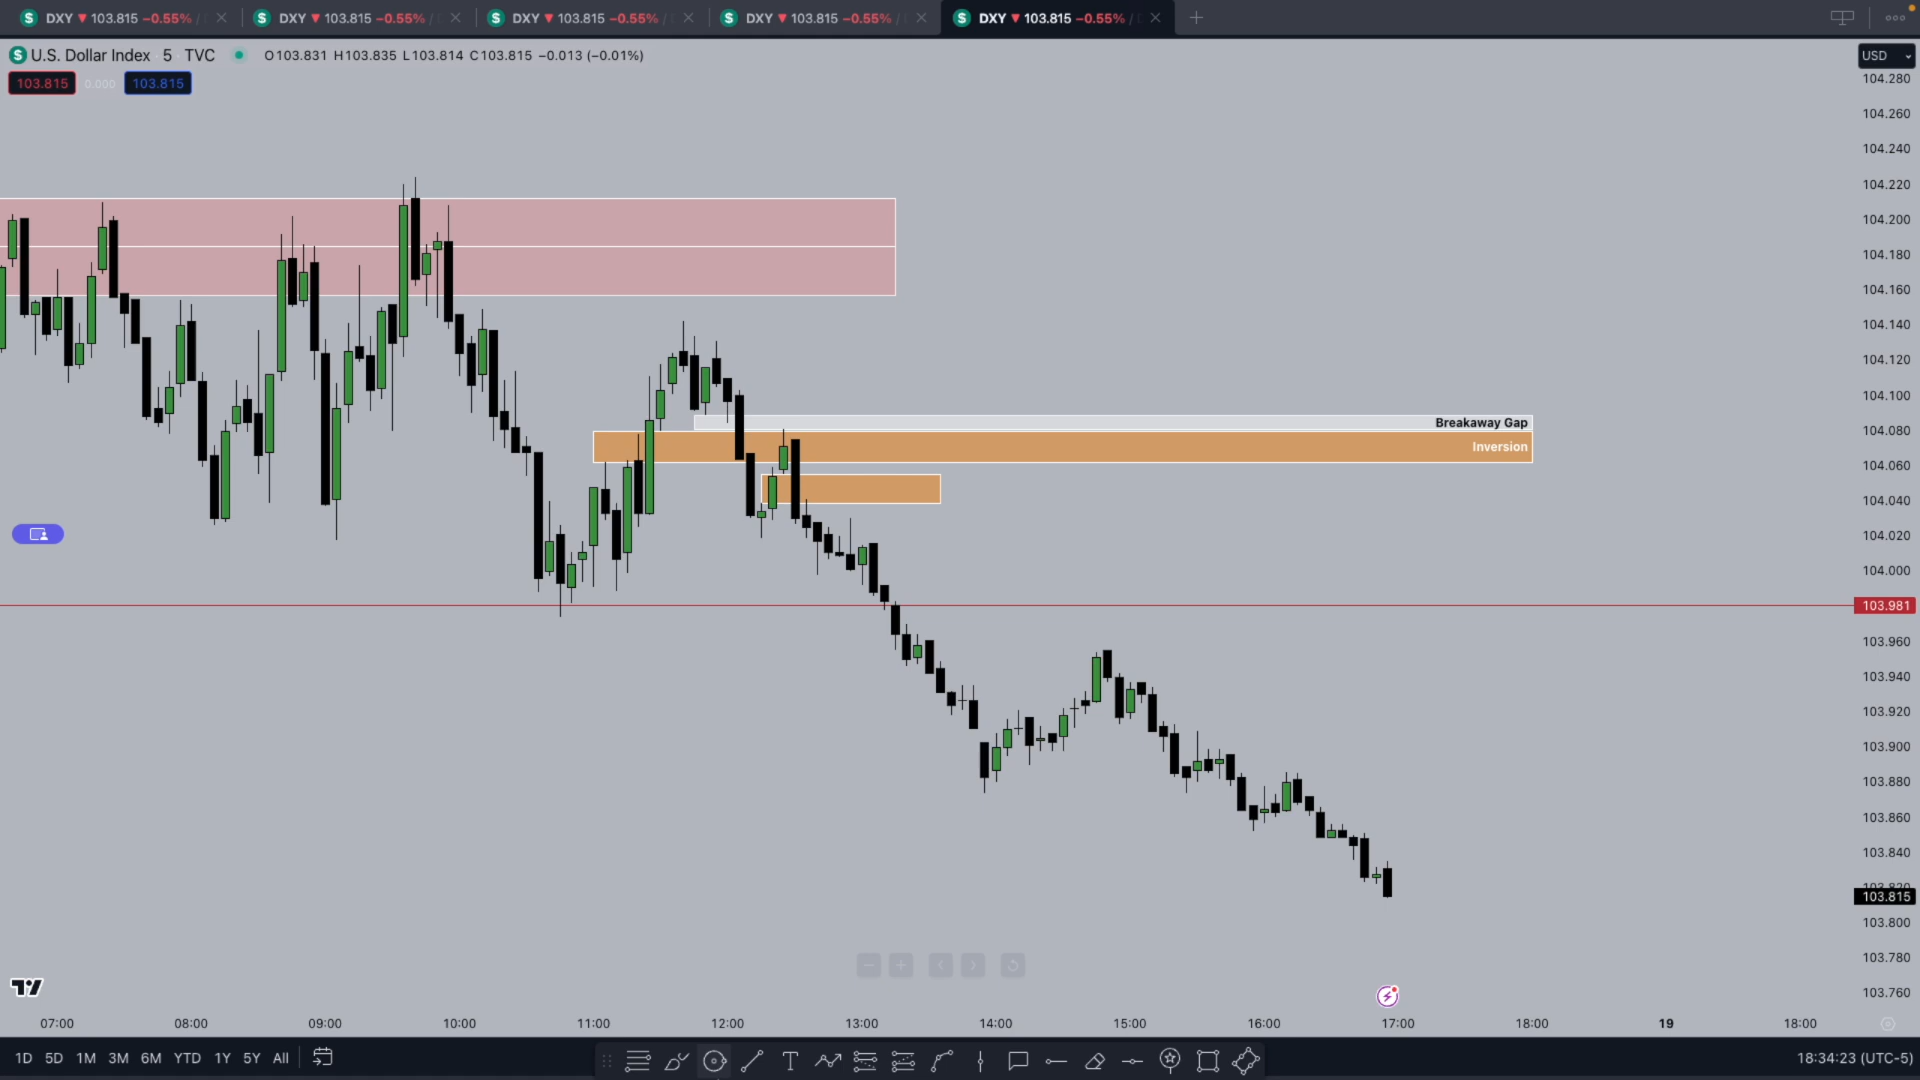 DXY ▼ 103.815 −0.55% /
DXY ▼ 103.815 −0.55% /
DXY ▼ 103.815 −0.55% /
DXY ▼ 103.815 −0.55% /
DXY ▼ 103.815 −0.55% /
U.S. Dollar Index 5 TVC O103.831 H103.835 L103.814 C103.815 −0.013 (−0.01%)
USD
103.815 0.000 103.815
104.280
104.260
104.240
104.220
104.200
104.180
104.160
104.140
104.120
104.100
Breakaway Gap
104.080
Inversion
104.060
104.040
104.020
104.000
103.981
103.960
103.940
103.920
103.900
103.880
103.860
103.840
103.820
103.815
103.800
103.780
103.760
07:00 08:00 09:00 10:00 11:00 12:00 13:00 14:00 15:00 16:00 17:00 18:00 19 18:00
1D 5D 1M 3M 6M YTD 1Y 5Y All
18:34:23 (UTC-5)